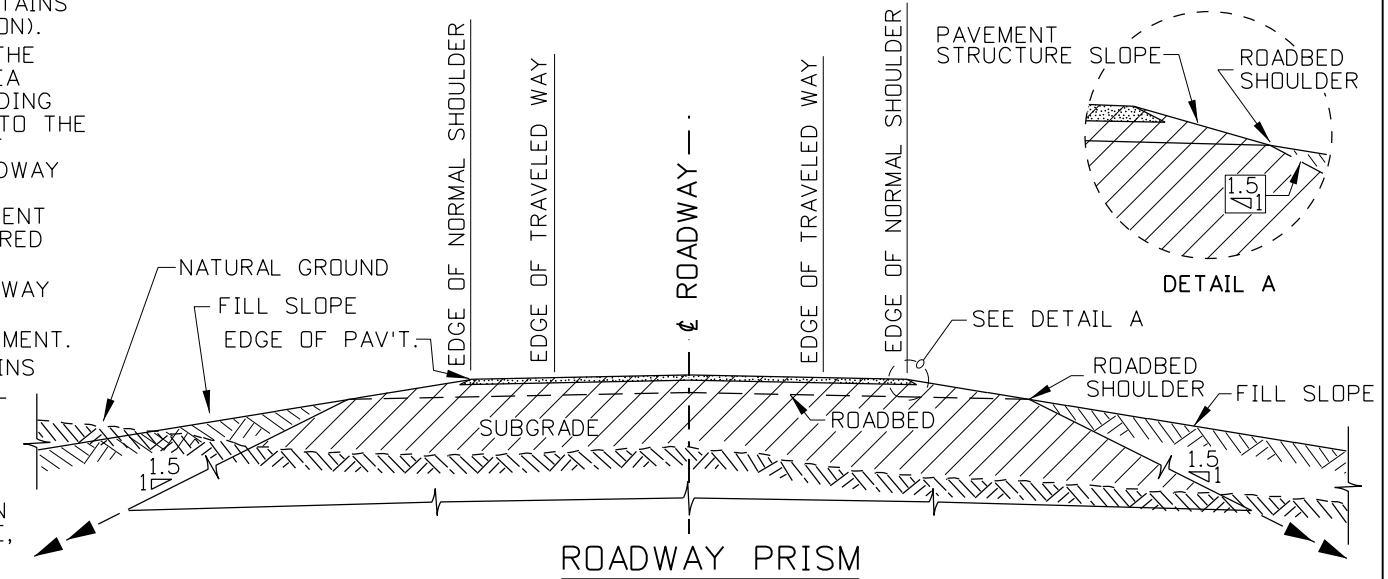 TAINS
ON).
THE
EA
DING
TO THE
DWAY
ENT
RED
WAY
MENT.
INS
N
E,
EDGE OF NORMAL SHOULDER
EDGE OF TRAVELED WAY
℄ ROADWAY
EDGE OF TRAVELED WAY
EDGE OF NORMAL SHOULDER
PAVEMENT
STRUCTURE SLOPE
ROADBED
SHOULDER
1.5
1
DETAIL A
NATURAL GROUND
FILL SLOPE
EDGE OF PAV'T.
SEE DETAIL A
ROADBED
SHOULDER
FILL SLOPE
ROADBED
SUBGRADE
1.5
1
1.5
1
ROADWAY PRISM